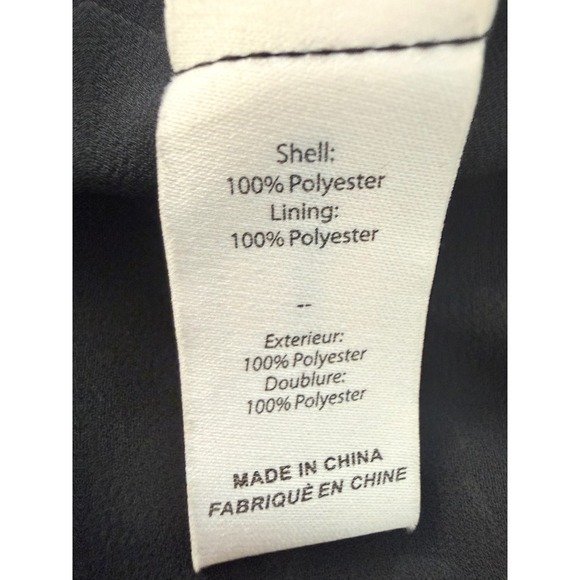 Shell:
100% Polyester
Lining:
100% Polyester
--
Exterieur:
100% Polyester
Doublure:
100% Polyester
MADE IN CHINA
FABRIQUÈ EN CHINE